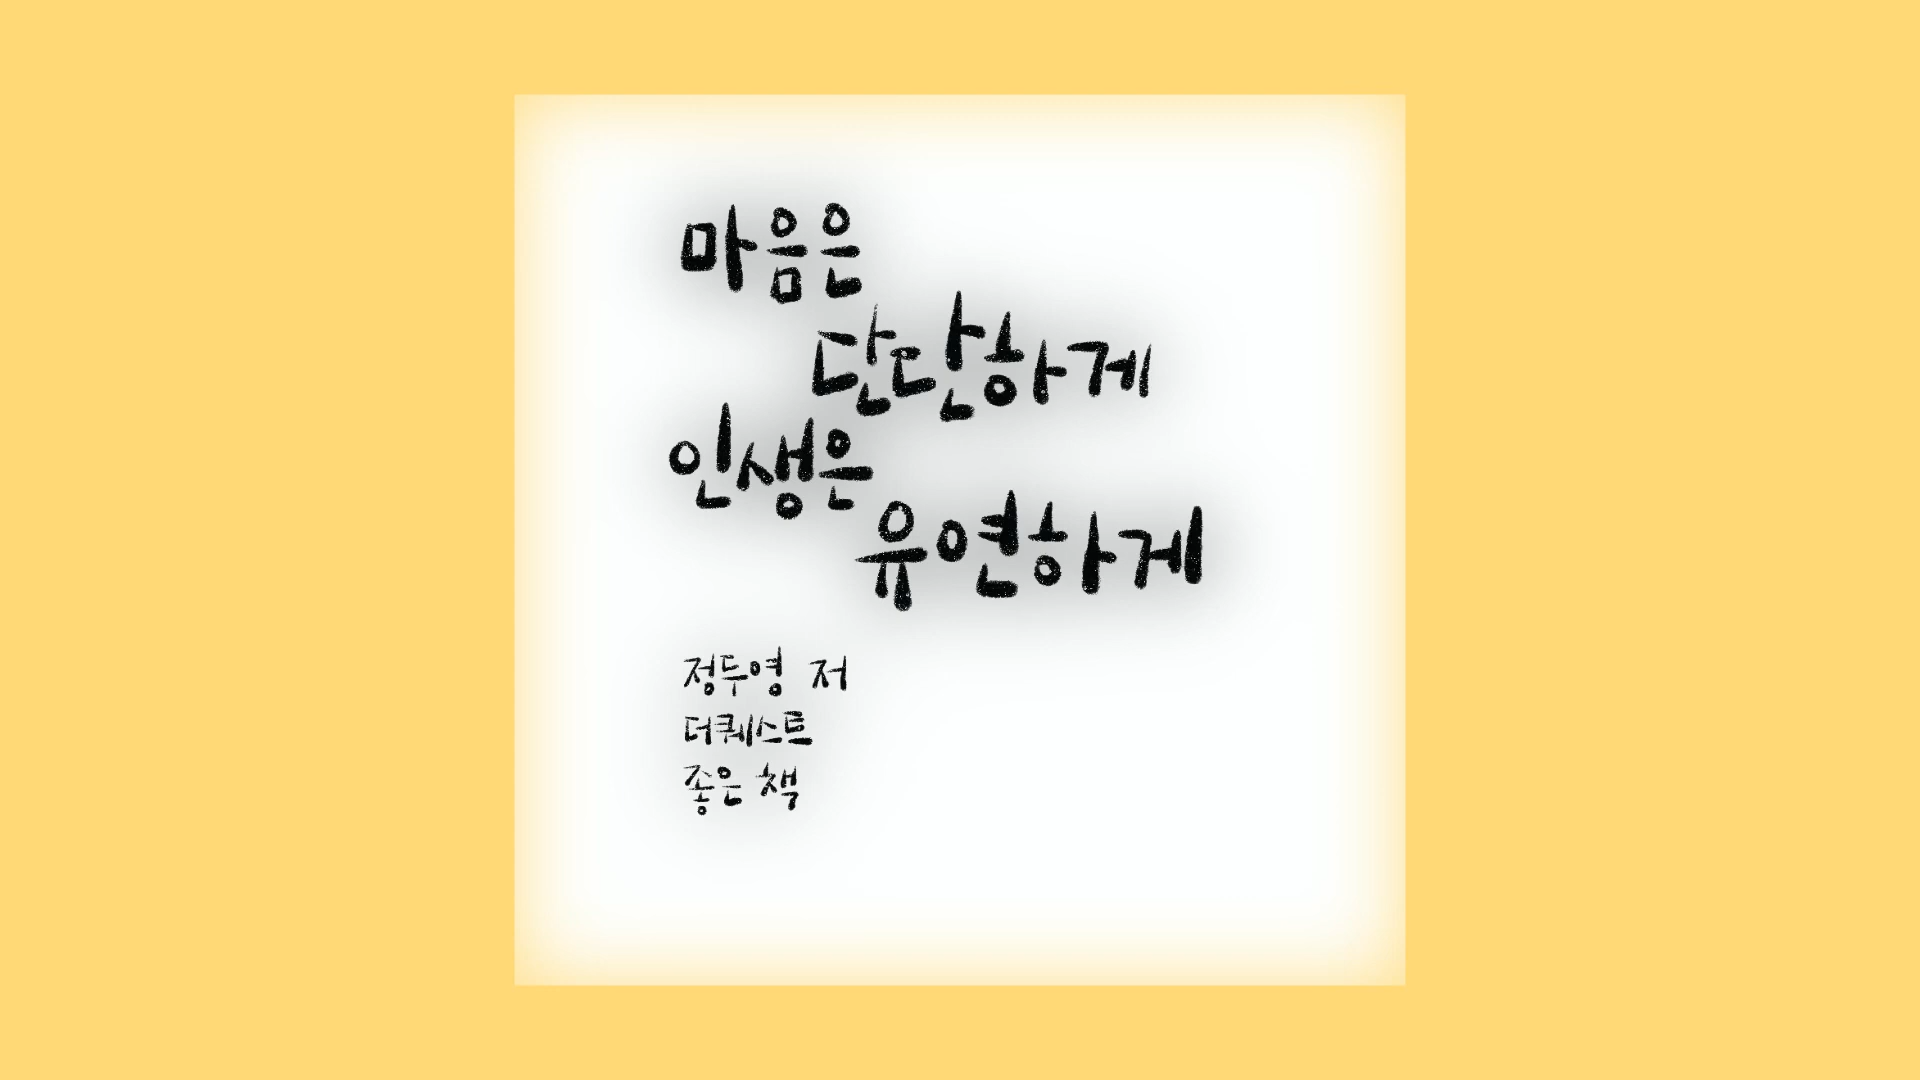 마음은
단단하게
인생은
유연하게
정두영 저
더퀘스트
좋은 책